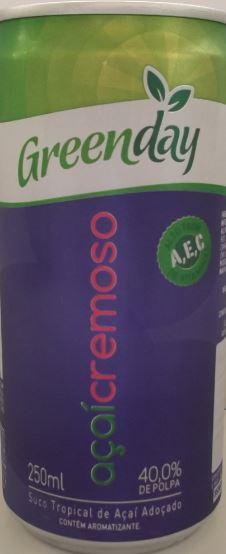 Greenday
A,E,C
açaícremoso
250ml
40,0%
DE POLPA
Suco Tropical de Açaí Adoçado
CONTÉM AROMATIZANTE.